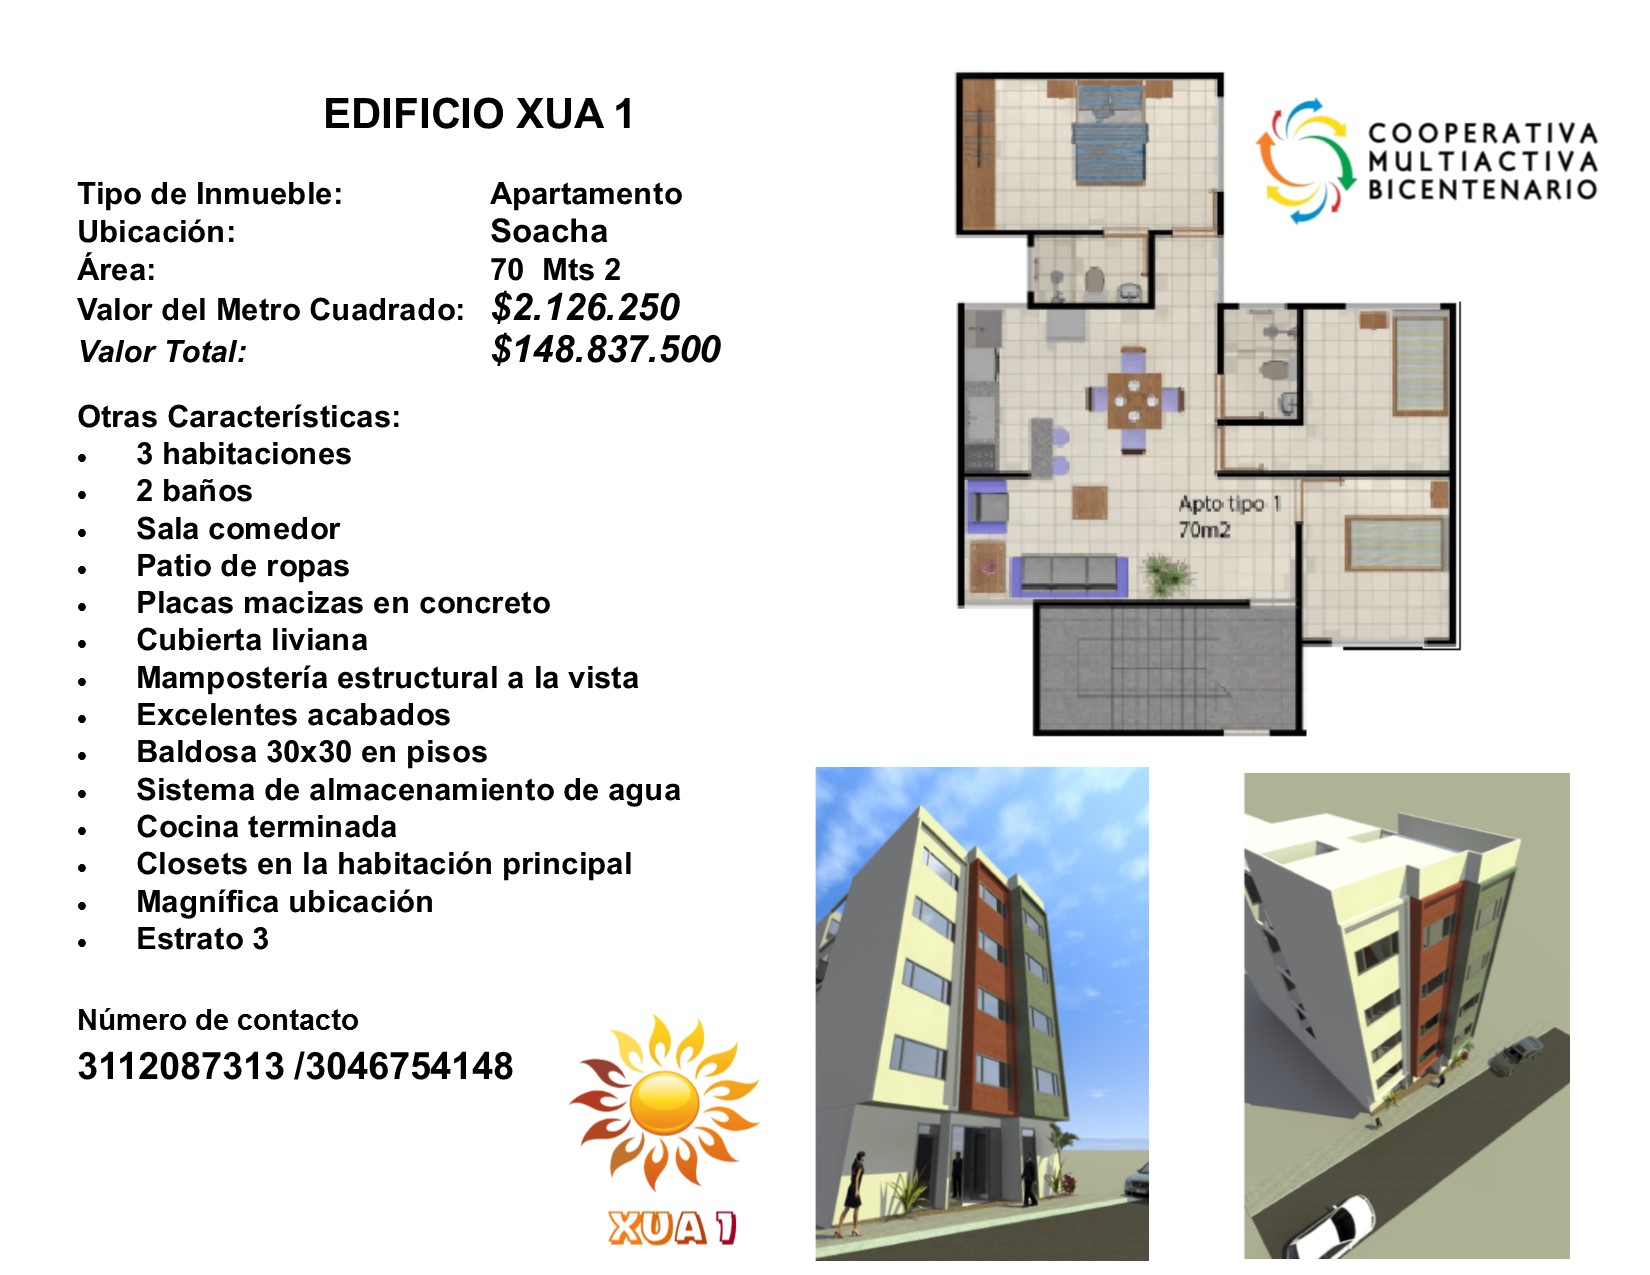 EDIFICIO XUA 1
Tipo de Inmueble: Apartamento
Ubicación: Soacha
Área: 70 Mts 2
Valor del Metro Cuadrado: $2.126.250
Valor Total: $148.837.500
Otras Características:
• 3 habitaciones
• 2 baños
• Sala comedor
• Patio de ropas
• Placas macizas en concreto
• Cubierta liviana
• Mampostería estructural a la vista
• Excelentes acabados
• Baldosa 30x30 en pisos
• Sistema de almacenamiento de agua
• Cocina terminada
• Closets en la habitación principal
• Magnífica ubicación
• Estrato 3
Número de contacto
3112087313 /3046754148
XUA 1
COOPERATIVA
MULTIACTIVA
BICENTENARIO
Apto tipo 1
70m2